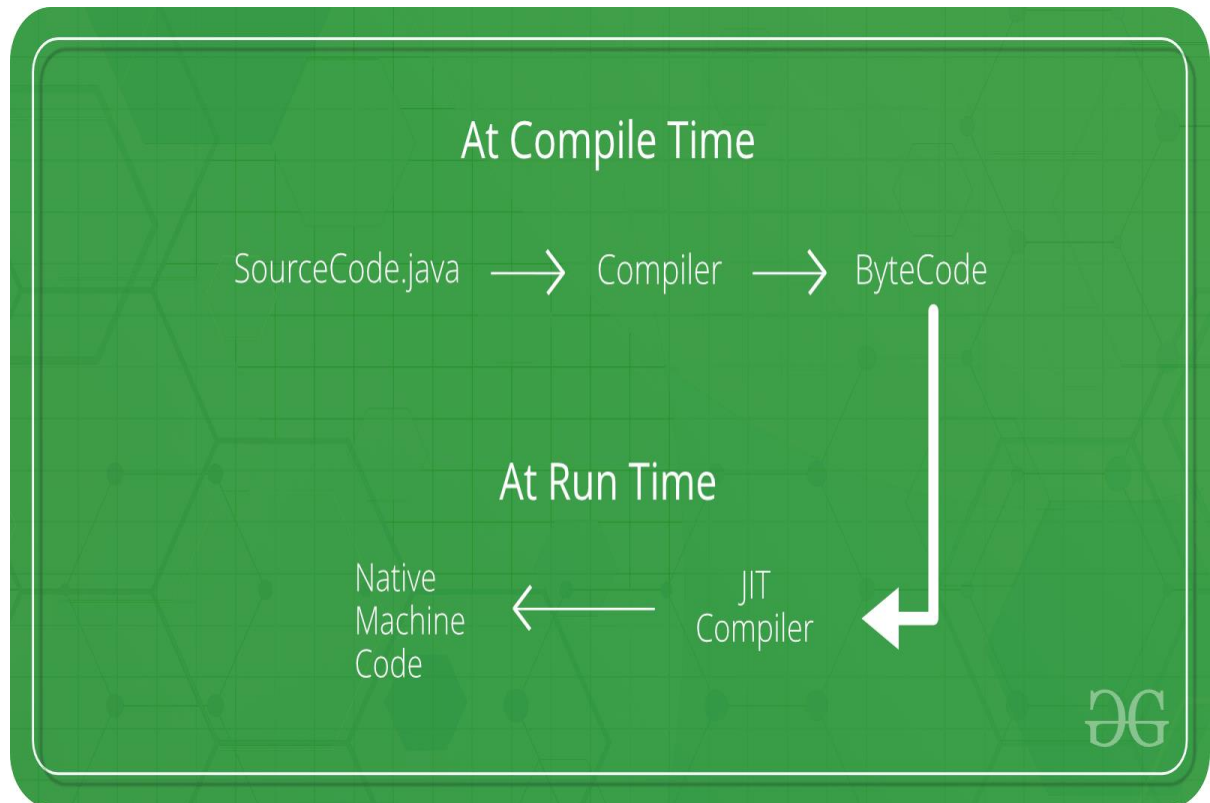 At Compile Time
SourceCode.java
Compiler
ByteCode
At Run Time
Native
Machine
Code
JIT
Compiler